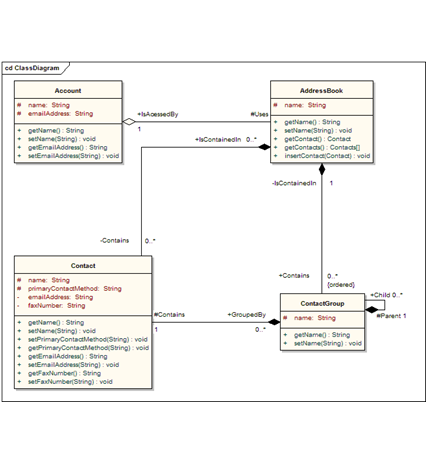 cd ClassDiagram
Account
# name: String
# emailAddress: String
+ getName() : String
+ setName(String) : void
+ getEmailAddress() : String
+ setEmailAddress(String) : void
+IsAccessedBy
1
#Uses
AddressBook
# name: String
+ getName() : String
+ setName(String) : void
+ getContact() : Contact
+ getContacts() : Contacts[]
+ insertContact(Contact) : void
+IsContainedIn 0..*
-IsContainedIn 1
-Contains 0..*
+Contains 0..*
{ordered}
Contact
# name: String
# primaryContactMethod: String
- emailAddress: String
- faxNumber: String
+ getName() : String
+ setName(String) : void
+ setPrimaryContactMethod(String) : void
+ getPrimaryContactMethod(String) : void
+ getEmailAddress() : String
+ setEmailAddress(String) : void
+ getFaxNumber() : String
+ setFaxNumber(String) : void
#Contains
1
+GroupedBy
0..*
ContactGroup
# name: String
+ getName() : String
+ setName(String) : void
+Child 0..*
#Parent 1